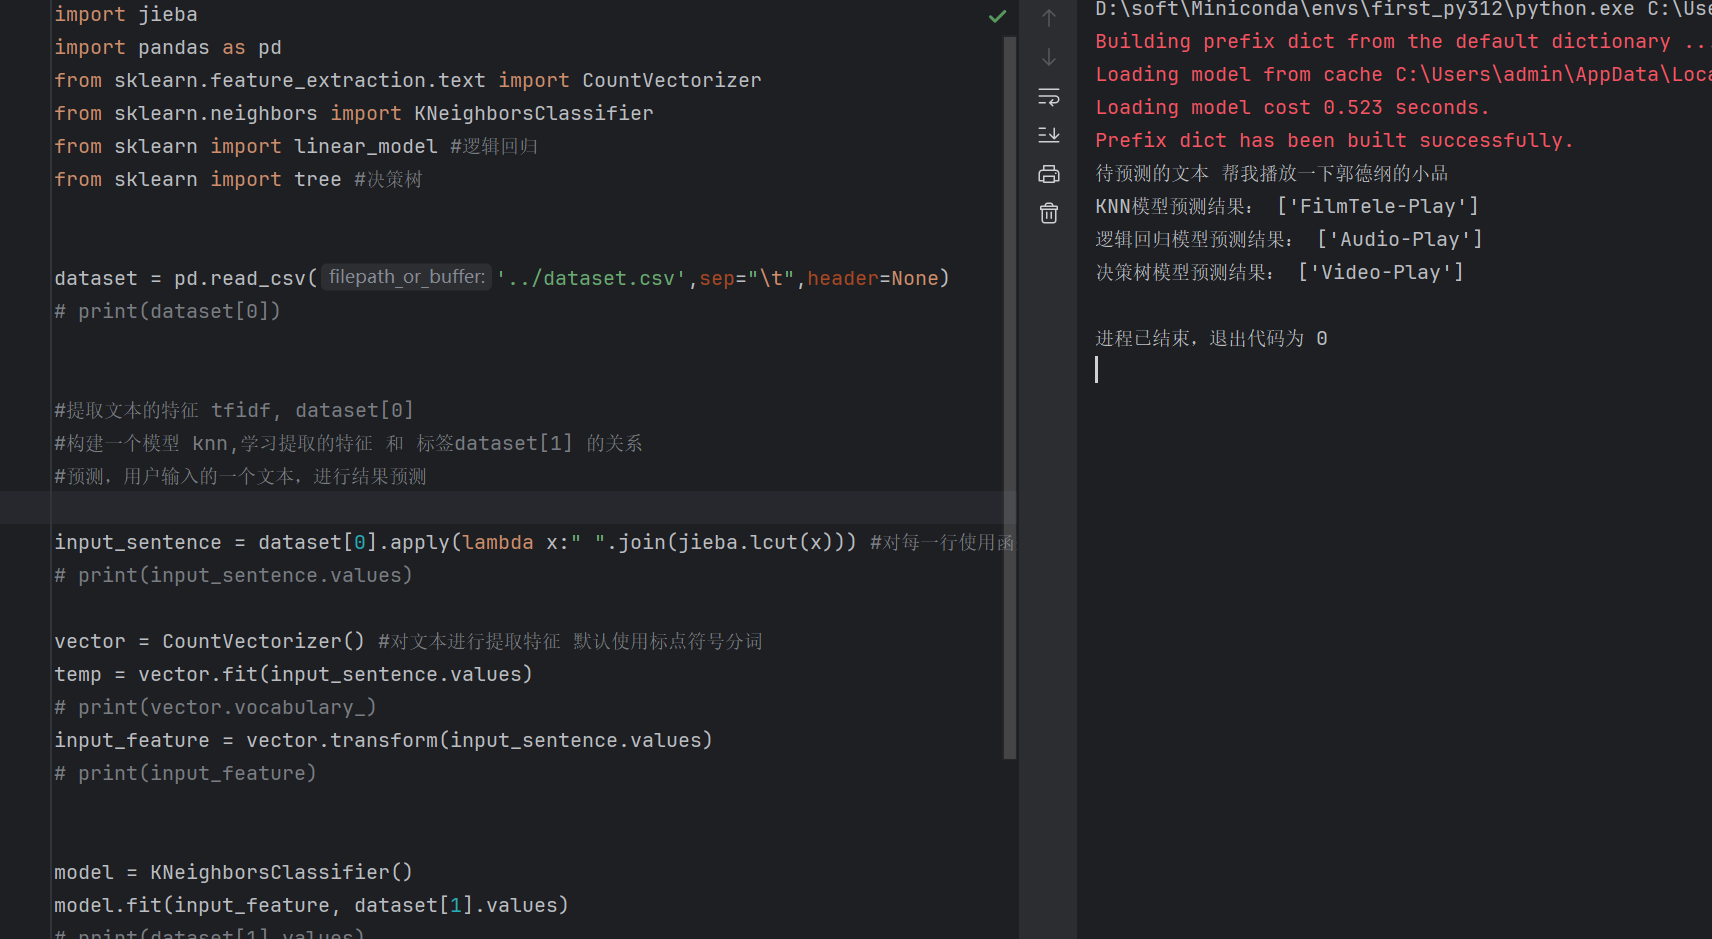 import jieba
import pandas as pd
from sklearn.feature_extraction.text import CountVectorizer
from sklearn.neighbors import KNeighborsClassifier
from sklearn import linear_model #逻辑回归
from sklearn import tree #决策树
dataset = pd.read_csv( filepath_or_buffer: '../dataset.csv',sep="\t",header=None)
# print(dataset[0])
#提取文本的特征 tfidf, dataset[0]
#构建一个模型 knn,学习提取的特征 和 标签dataset[1] 的关系
#预测，用户输入的一个文本，进行结果预测
input_sentence = dataset[0].apply(lambda x:" ".join(jieba.lcut(x))) #对每一行使用函
# print(input_sentence.values)
vector = CountVectorizer() #对文本进行提取特征 默认使用标点符号分词
temp = vector.fit(input_sentence.values)
# print(vector.vocabulary_)
input_feature = vector.transform(input_sentence.values)
# print(input_feature)
model = KNeighborsClassifier()
model.fit(input_feature, dataset[1].values)
# print(dataset[1].values)
D:\soft\Miniconda\envs\first_py312\python.exe C:\Use
Building prefix dict from the default dictionary ...
Loading model from cache C:\Users\admin\AppData\Loca
Loading model cost 0.523 seconds.
Prefix dict has been built successfully.
待预测的文本 帮我播放一下郭德纲的小品
KNN模型预测结果： ['FilmTele-Play']
逻辑回归模型预测结果： ['Audio-Play']
决策树模型预测结果： ['Video-Play']
进程已结束，退出代码为 0